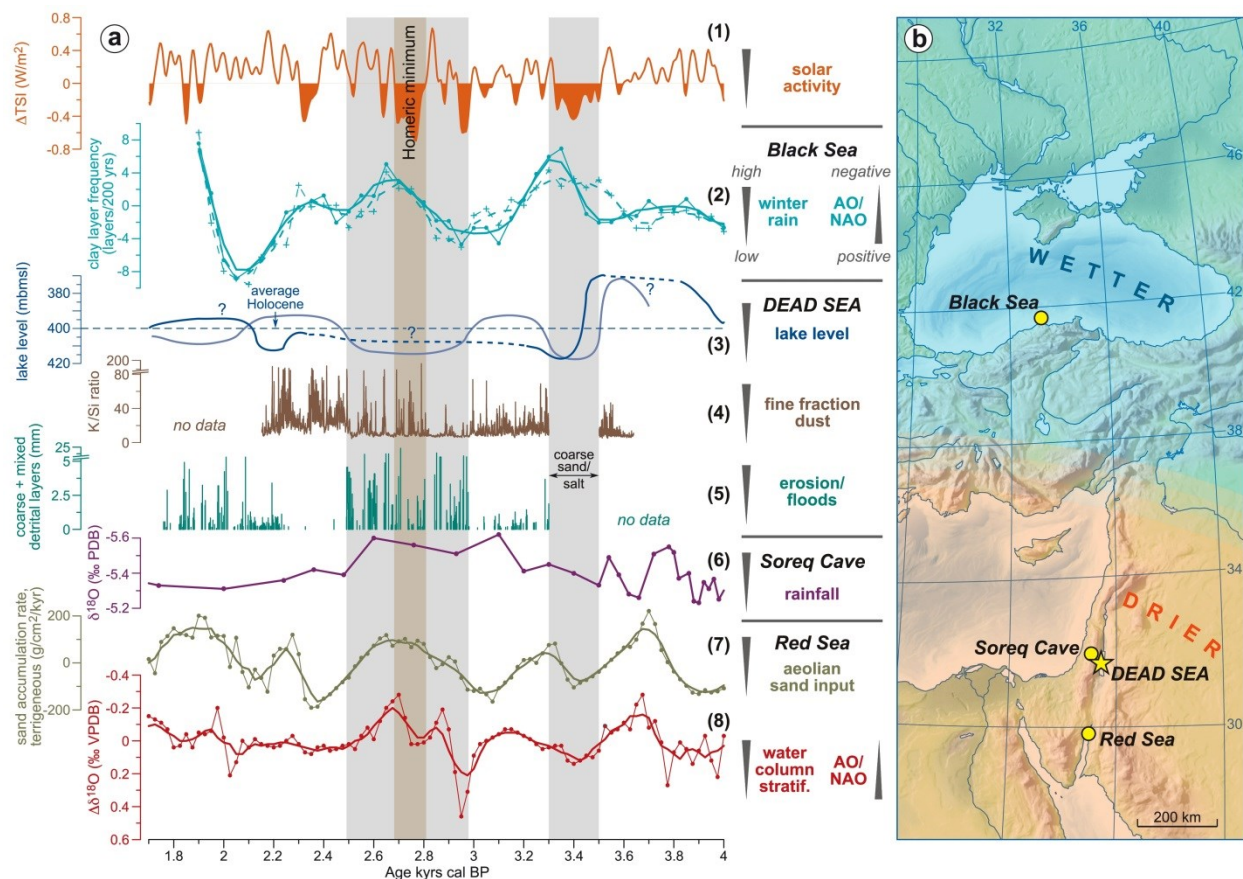 a
ΔTSI (W/m²)
0.8
0.4
0
-0.4
-0.8
Homeric minimum
(1)
solar
activity
clay layer frequency
(layers/200 yrs)
8
4
0
-4
-8
(2)
Black Sea
high
negative
winter
rain
AO/
NAO
low
positive
lake level (mbmsl)
380
400
420
?
average
Holocene
?
?
(3)
DEAD SEA
lake level
K/Si ratio
200
80
40
0
no data
(4)
fine fraction
dust
coarse + mixed
detrital layers (mm)
25
5
2.5
0
coarse
sand/
salt
no data
(5)
erosion/
floods
δ18O (‰ PDB)
-5.6
-5.4
-5.2
(6)
Soreq Cave
rainfall
sand accumulation rate,
terrigeneous (g/cm²/kyr)
200
0
-200
(7)
Red Sea
aeolian
sand input
Δδ18O (‰ VPDB)
-0.4
-0.2
0
0.2
0.4
0.6
(8)
water
column
stratif.
AO/
NAO
1.8
2
2.2
2.4
2.6
2.8
3
3.2
3.4
3.6
3.8
4
Age kyrs cal BP
b
32
36
40
46
42
38
34
30
WETTER
Black Sea
DRIER
Soreq Cave
DEAD SEA
Red Sea
200 km